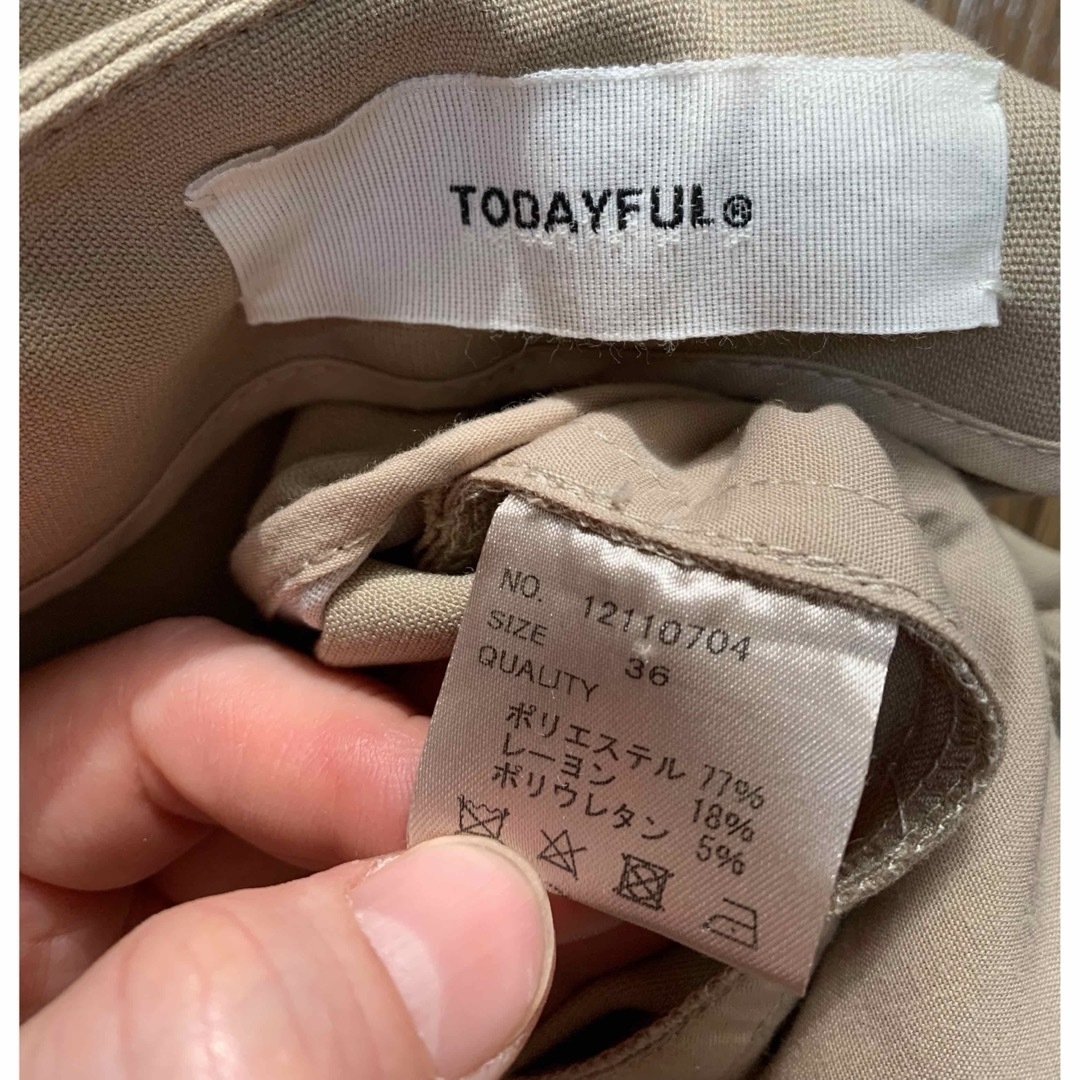 TODAYFUL®
NO. 12110704
SIZE 36
QUALITY
ポリエステル 77%
レーヨン 18%
ポリウレタン 5%